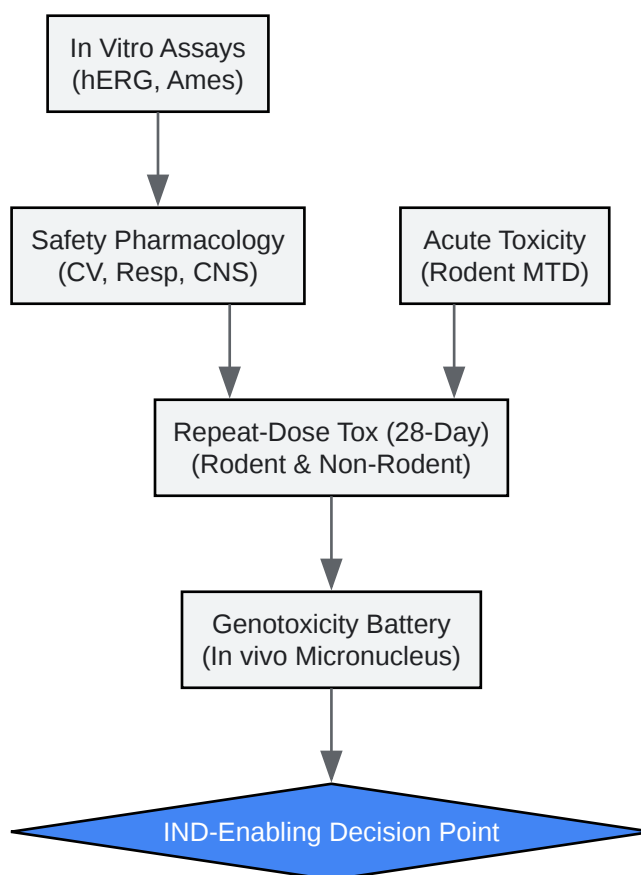 In Vitro Assays
(hERG, Ames)
Safety Pharmacology
(CV, Resp, CNS)
Acute Toxicity
(Rodent MTD)
Repeat-Dose Tox (28-Day)
(Rodent & Non-Rodent)
Genotoxicity Battery
(In vivo Micronucleus)
IND-Enabling Decision Point